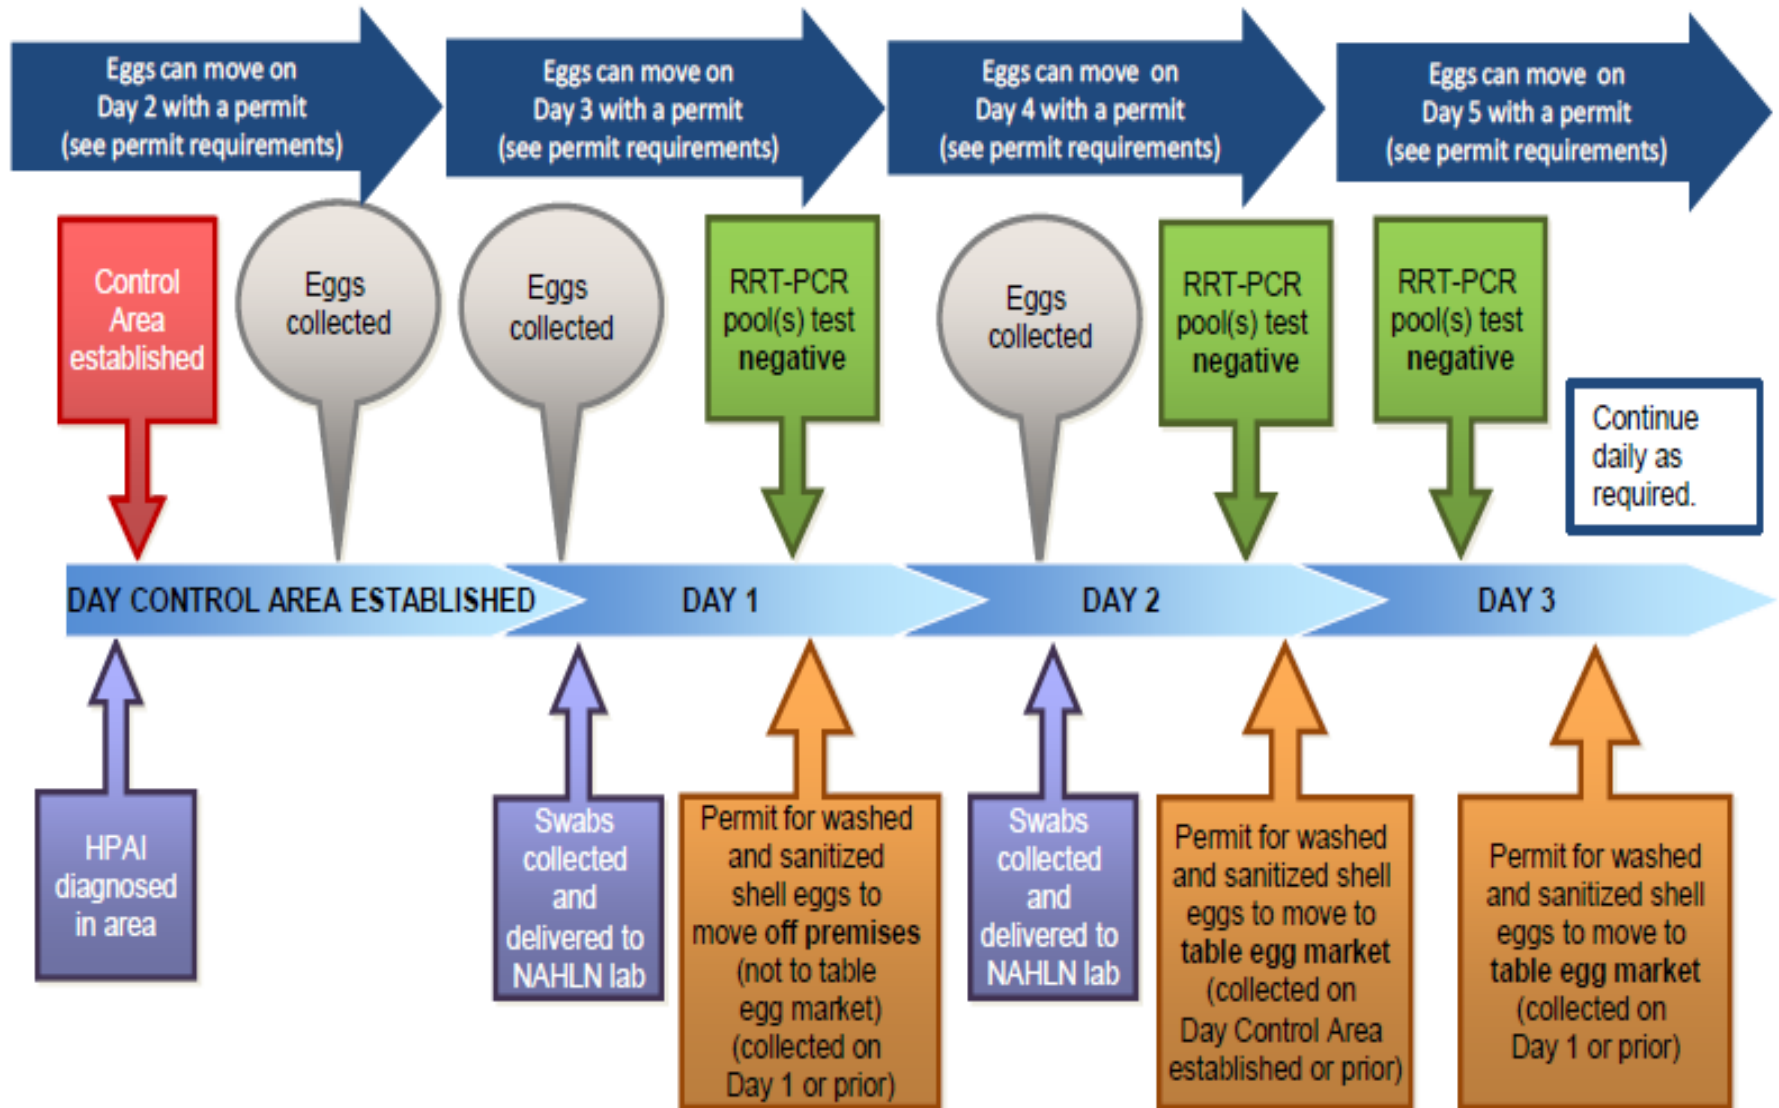 Eggs can move on
Day 2 with a permit
(see permit requirements)
Eggs can move on
Day 3 with a permit
(see permit requirements)
Eggs can move on
Day 4 with a permit
(see permit requirements)
Eggs can move on
Day 5 with a permit
(see permit requirements)
Control
Area
established
Eggs
collected
Eggs
collected
RRT-PCR
pool(s) test
negative
Eggs
collected
RRT-PCR
pool(s) test
negative
RRT-PCR
pool(s) test
negative
Continue
daily as
required.
DAY CONTROL AREA ESTABLISHED
DAY 1
DAY 2
DAY 3
HPAI
diagnosed
in area
Swabs
collected
and
delivered to
NAHLN lab
Permit for washed
and sanitized
shell eggs to
move off premises
(not to table
egg market)
(collected on
Day 1 or prior)
Swabs
collected
and
delivered to
NAHLN lab
Permit for washed
and sanitized shell
eggs to move to
table egg market
(collected on
Day Control Area
established or prior)
Permit for washed
and sanitized shell
eggs to move to
table egg market
(collected on
Day 1 or prior)